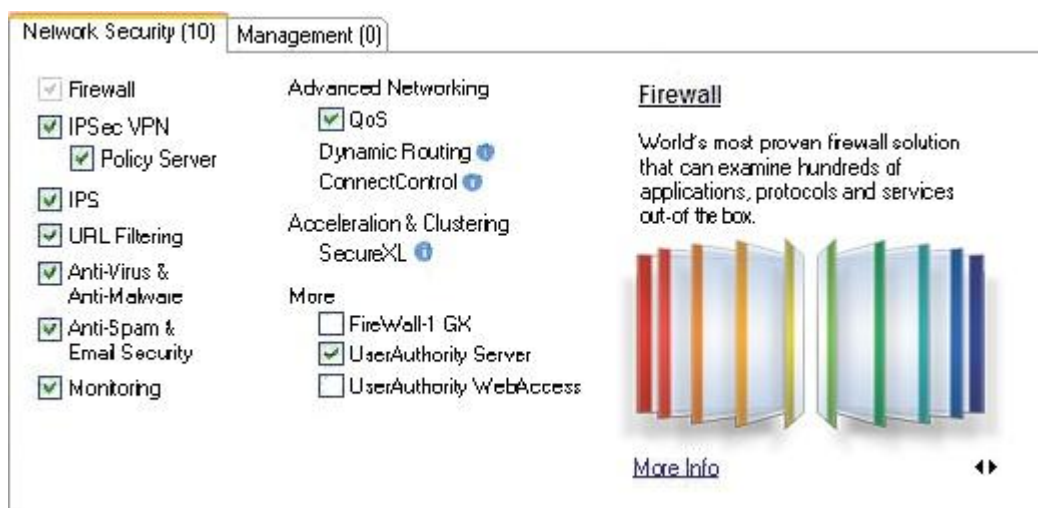 Network Security (10)
Management (0)
Firewall
IPSec VPN
Policy Server
IPS
URL Filtering
Anti-Virus &
Anti-Malware
Anti-Spam &
Email Security
Monitoring
Advanced Networking
QoS
Dynamic Routing
ConnectControl
Acceleration & Clustering
SecureXL
More
FireWall-1 GX
UserAuthority Server
UserAuthority WebAccess
Firewall
World's most proven firewall solution
that can examine hundreds of
applications, protocols and services
out-of the box.
More Info